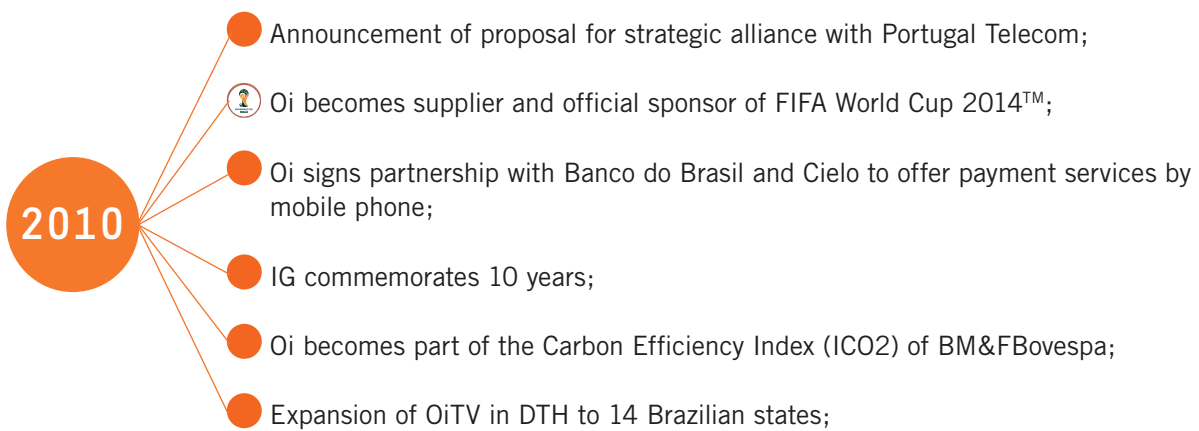 Announcement of proposal for strategic alliance with Portugal Telecom;
Oi becomes supplier and official sponsor of FIFA World Cup 2014™;
Oi signs partnership with Banco do Brasil and Cielo to offer payment services by
mobile phone;
2010
IG commemorates 10 years;
Oi becomes part of the Carbon Efficiency Index (ICO2) of BM&FBovespa;
Expansion of OiTV in DTH to 14 Brazilian states;